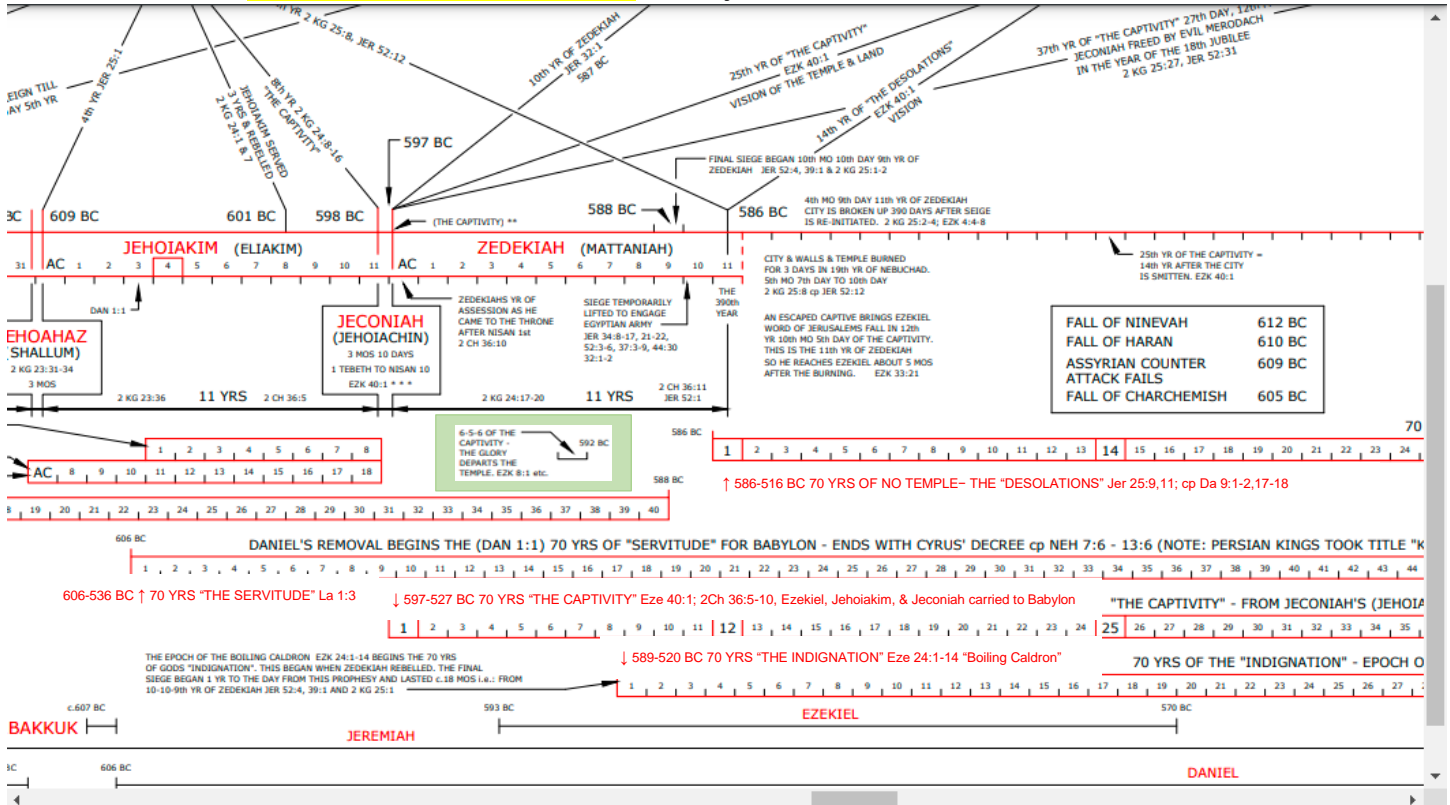 YR 2 KG 25:8, JER 52:12
EIGN TILL
AY 5th YR
4th YR JER 25:1
JEHOIAKIM SERVED
3 YRS & REBELLED
2 KG 24:1 & 7
8th YR 2 KG 24:8-16
"THE CAPTIVITY"
10th YR OF ZEDEKIAH
JER 32:1
587 BC
25th YR OF "THE CAPTIVITY"
EZK 40:1
VISION OF THE TEMPLE & LAND
14th YR OF "THE DESOLATIONS"
EZK 40:1
VISION
37th YR OF "THE CAPTIVITY" 27th DAY,
JECONIAH FREED BY EVIL MERODACH
IN THE YEAR OF THE 18th JUBILEE
2 KG 25:27, JER 52:31
597 BC
FINAL SIEGE BEGAN 10th MO 10th DAY 9th YR OF
ZEDEKIAH JER 52:4, 39:1 & 2 KG 25:1-2
BC
609 BC
601 BC
598 BC
(THE CAPTIVITY) **
588 BC
586 BC
4th MO 9th DAY 11th YR OF ZEDEKIAH
CITY IS BROKEN UP 390 DAYS AFTER SEIGE
IS RE-INITIATED. 2 KG 25:2-4; EZK 4:4-8
JEHOIAKIM (ELIAKIM)
ZEDEKIAH (MATTANIAH)
31 AC 1 2 3 4 5 6 7 8 9 10 11 AC 1 2 3 4 5 6 7 8 9 10 11
25th YR OF THE CAPTIVITY =
14th YR AFTER THE CITY
IS SMITTEN. EZK 40:1
CITY & WALLS & TEMPLE BURNED
FOR 3 DAYS IN 19th YR OF NEBUCHAD.
5th MO 7th DAY TO 10th DAY
2 KG 25:8 cp JER 52:12
AN ESCAPED CAPTIVE BRINGS EZEKIEL
WORD OF JERUSALEMS FALL IN 12th
YR 10th MO 5th DAY OF THE CAPTIVITY.
THIS IS THE 11th YR OF ZEDEKIAH
SO HE REACHES EZEKIEL ABOUT 5 MOS
AFTER THE BURNING. EZK 33:21
DAN 1:1
THE
390th
YEAR
ZEDEKIAHS YR OF
ASSESSION AS HE
CAME TO THE THRONE
AFTER NISAN 1st
2 CH 36:10
SIEGE TEMPORARILY
LIFTED TO ENGAGE
EGYPTIAN ARMY
JER 34:8-17, 21-22,
52:3-6, 37:3-9, 44:30
32:1-2
EHOAHAZ
(SHALLUM)
2 KG 23:31-34
3 MOS
JECONIAH
(JEHOIACHIN)
3 MOS 10 DAYS
1 TEBETH TO NISAN 10
EZK 40:1 * * *
FALL OF NINEVAH 612 BC
FALL OF HARAN 610 BC
ASSYRIAN COUNTER 609 BC
ATTACK FAILS
FALL OF CHARCHEMISH 605 BC
2 KG 23:36 11 YRS 2 CH 36:5
2 KG 24:17-20 11 YRS
2 CH 36:11
JER 52:1
6-5-6 OF THE
CAPTIVITY -
THE GLORY
DEPARTS THE
TEMPLE. EZK 8:1 etc.
592 BC
586 BC
70
1 2 3 4 5 6 7 8
1 2 3 4 5 6 7 8 9 10 11 12 13 14 15 16 17 18 19 20 21 22 23 24
AC 8 9 10 11 12 13 14 15 16 17 18
588 BC
↑ 586-516 BC 70 YRS OF NO TEMPLE– THE "DESOLATIONS" Jer 25:9,11; cp Da 9:1-2,17-18
8 19 20 21 22 23 24 25 26 27 28 29 30 31 32 33 34 35 36 37 38 39 40
606 BC
DANIEL'S REMOVAL BEGINS THE (DAN 1:1) 70 YRS OF "SERVITUDE" FOR BABYLON - ENDS WITH CYRUS' DECREE cp NEH 7:6 - 13:6 (NOTE: PERSIAN KINGS TOOK TITLE "K
1 2 3 4 5 6 7 8 9 10 11 12 13 14 15 16 17 18 19 20 21 22 23 24 25 26 27 28 29 30 31 32 33 34 35 36 37 38 39 40 41 42 43 44
606-536 BC ↑ 70 YRS "THE SERVITUDE" La 1:3
↓ 597-527 BC 70 YRS "THE CAPTIVITY" Eze 40:1; 2Ch 36:5-10, Ezekiel, Jehoiakim, & Jeconiah carried to Babylon
"THE CAPTIVITY" - FROM JECONIAH'S (JEHOIA
1 2 3 4 5 6 7 8 9 10 11 12 13 14 15 16 17 18 19 20 21 22 23 24 25 26 27 28 29 30 31 32 33 34 35
THE EPOCH OF THE BOILING CALDRON EZK 24:1-14 BEGINS THE 70 YRS
OF GODS "INDIGNATION". THIS BEGAN WHEN ZEDEKIAH REBELLED. THE FINAL
SIEGE BEGAN 1 YR TO THE DAY FROM THIS PROPHESY AND LASTED c.18 MOS i.e.: FROM
10-10-9th YR OF ZEDEKIAH JER 52:4, 39:1 AND 2 KG 25:1
↓ 589-520 BC 70 YRS "THE INDIGNATION" Eze 24:1-14 "Boiling Caldron"
70 YRS OF THE "INDIGNATION" - EPOCH O
1 2 3 4 5 6 7 8 9 10 11 12 13 14 15 16 17 18 19 20 21 22 23 24 25 26 27
c.607 BC
593 BC
570 BC
BAKKUK
EZEKIEL
JEREMIAH
BC
606 BC
DANIEL